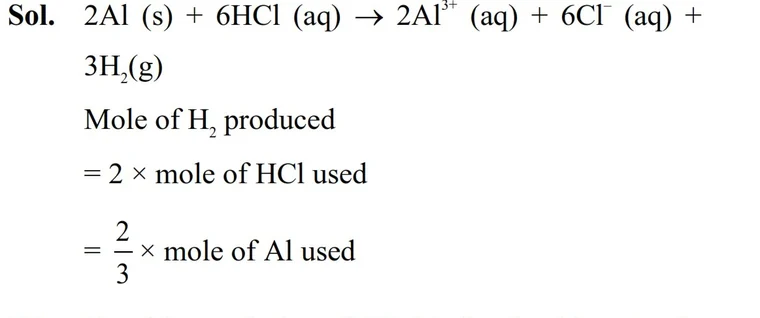 Sol. 2Al (s) + 6HCl (aq) → 2Al³⁺ (aq) + 6Cl⁻ (aq) +
3H₂(g)
Mole of H₂ produced
= 2 × mole of HCl used
= 2/3 × mole of Al used